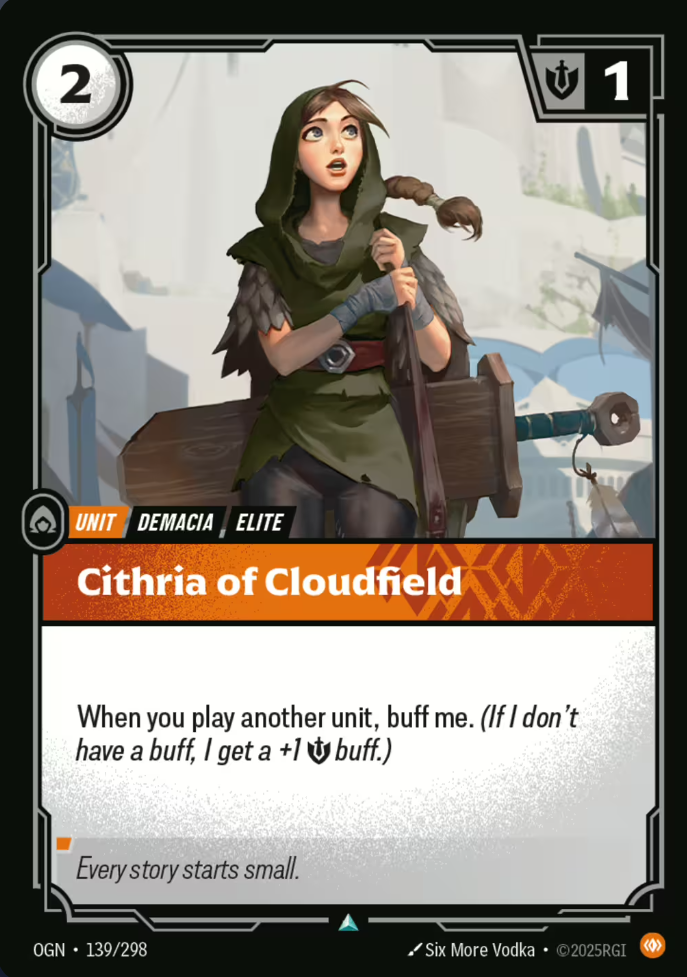 2
1
UNIT DEMACIA ELITE
Cithria of Cloudfield
When you play another unit, buff me. (If I don't
have a buff, I get a +1 buff.)
Every story starts small.
OGN • 139/298
Six More Vodka • ©2025RGI